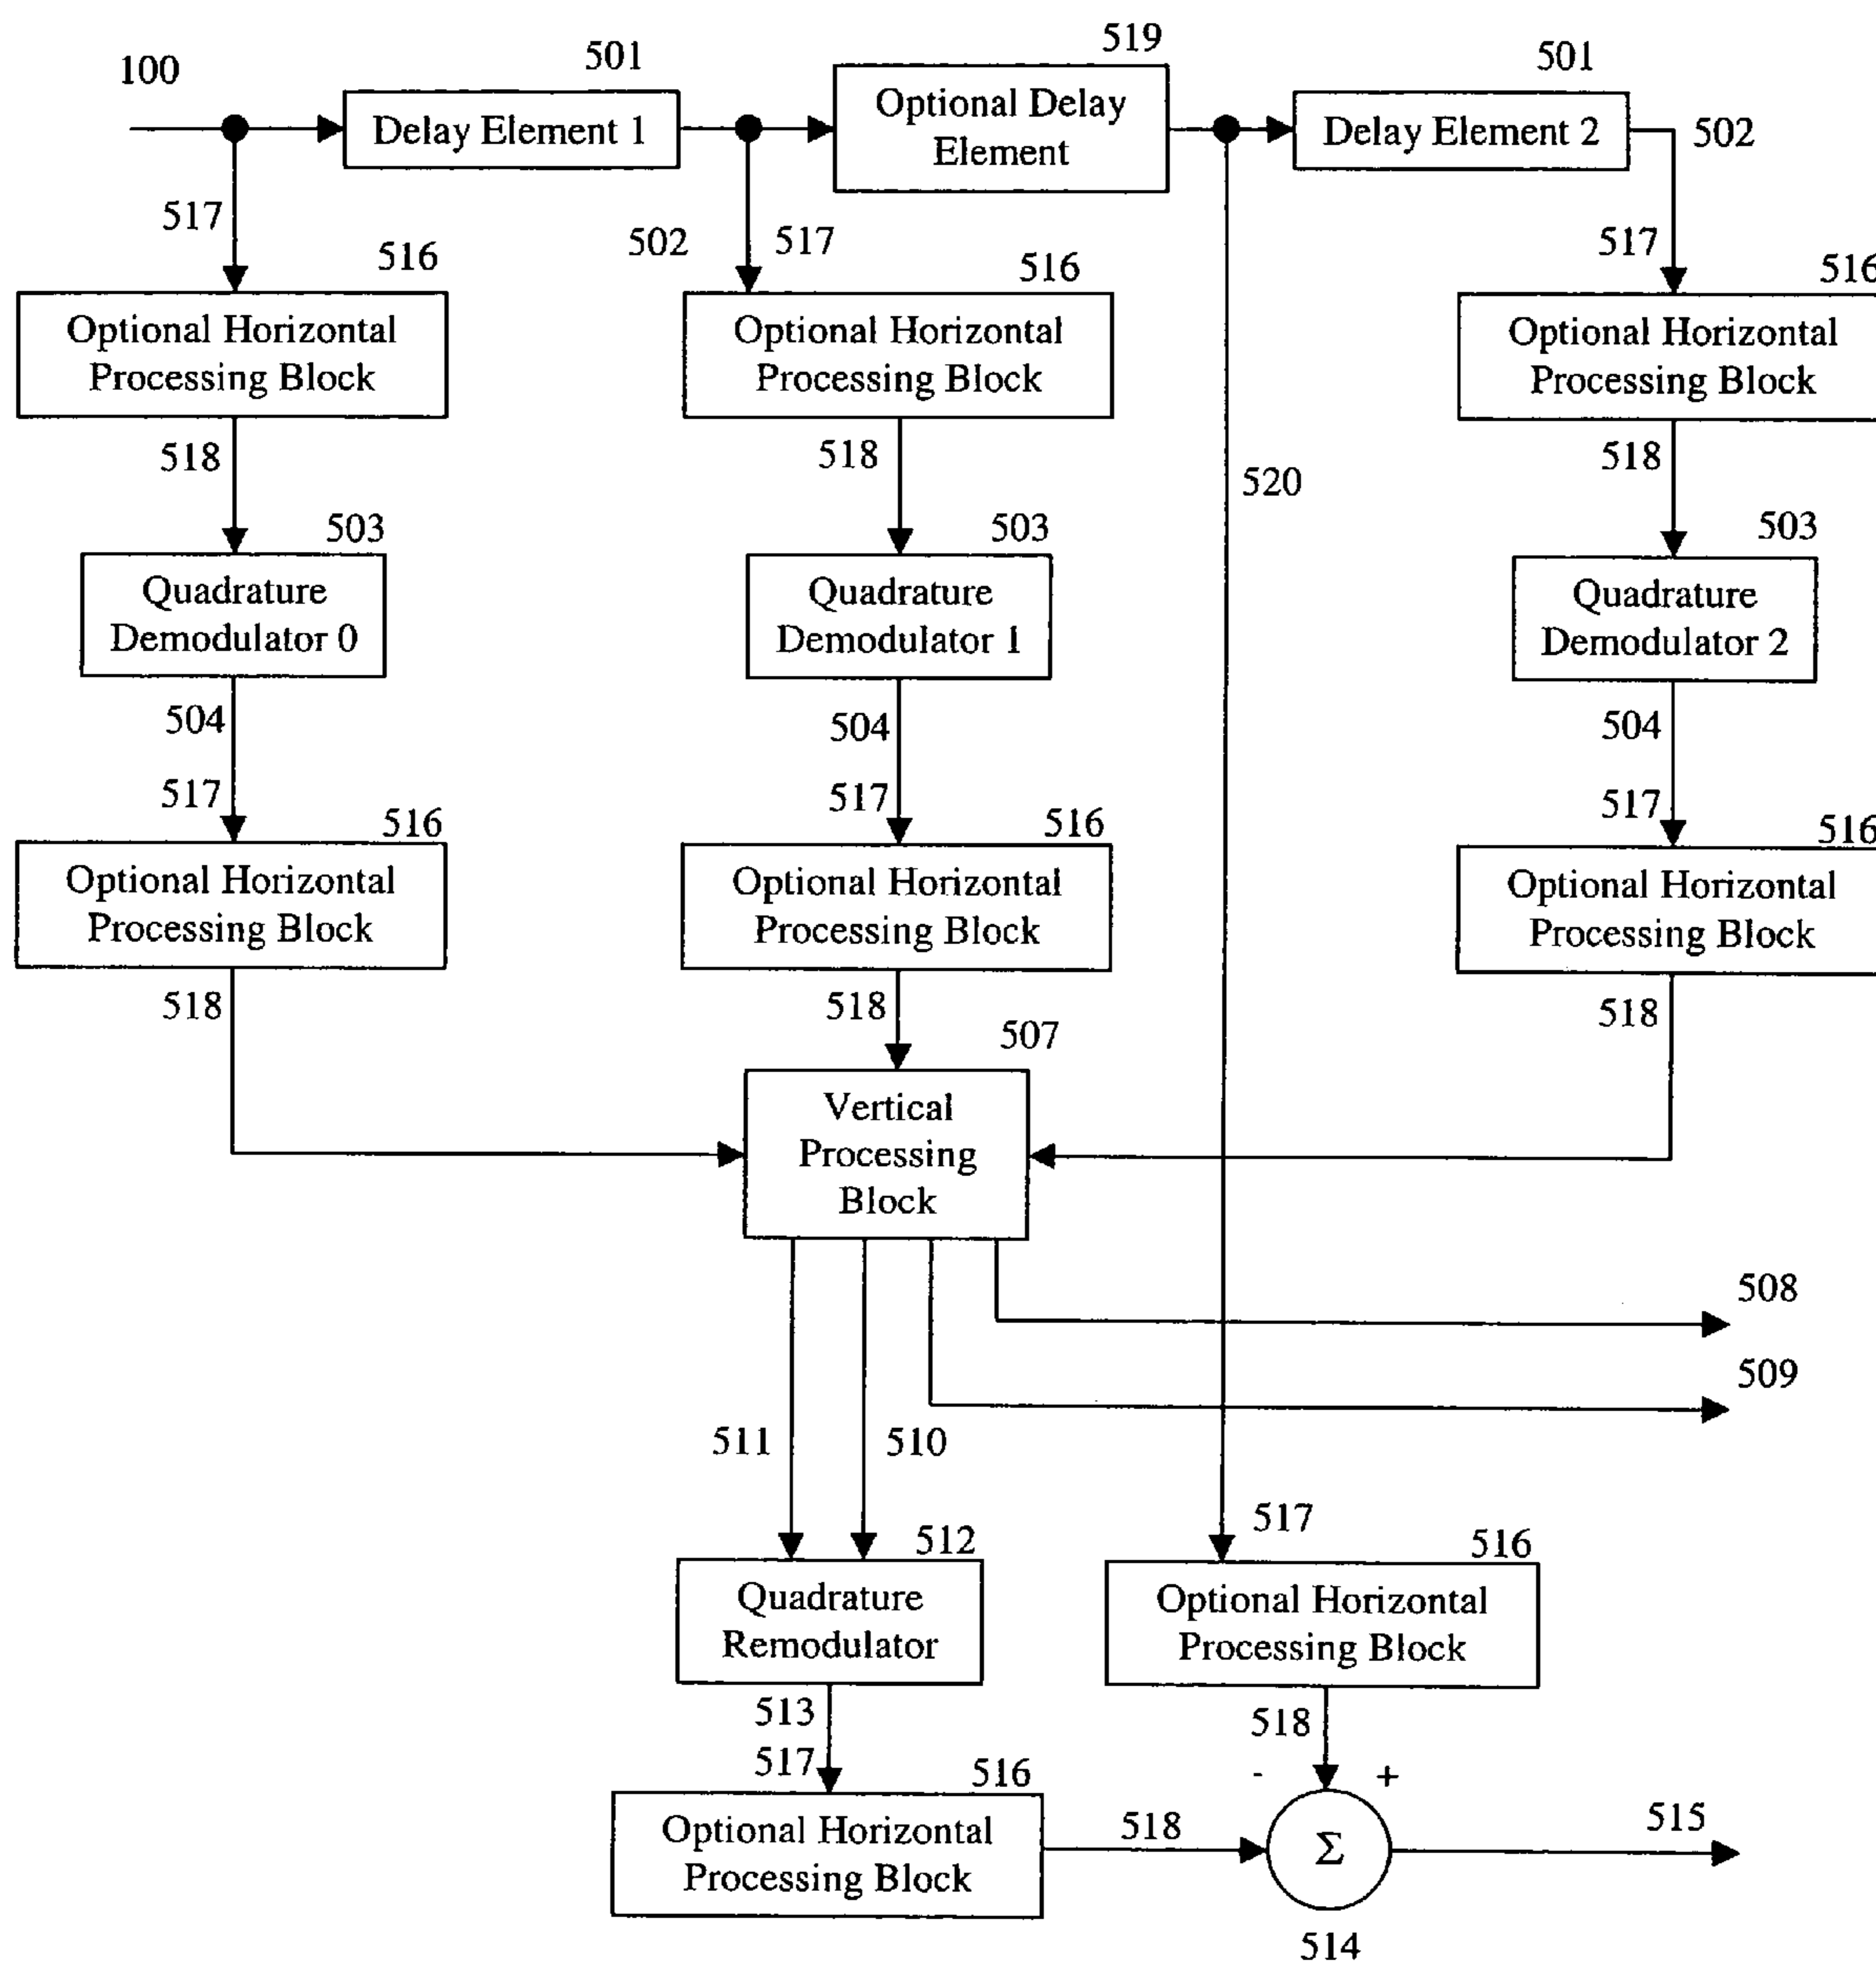 100
501
519
501
Delay Element 1
Optional Delay
Element
Delay Element 2
502
517
502
517
517
516
516
516
Optional Horizontal
Processing Block
Optional Horizontal
Processing Block
Optional Horizontal
Processing Block
518
518
518
520
503
503
503
Quadrature
Demodulator 0
Quadrature
Demodulator 1
Quadrature
Demodulator 2
504
504
504
517
517
517
516
516
516
Optional Horizontal
Processing Block
Optional Horizontal
Processing Block
Optional Horizontal
Processing Block
518
518
518
507
Vertical
Processing
Block
508
509
511
510
512
517
516
Quadrature
Remodulator
Optional Horizontal
Processing Block
513
518
517
516
- +
Optional Horizontal
Processing Block
518
Σ
515
514